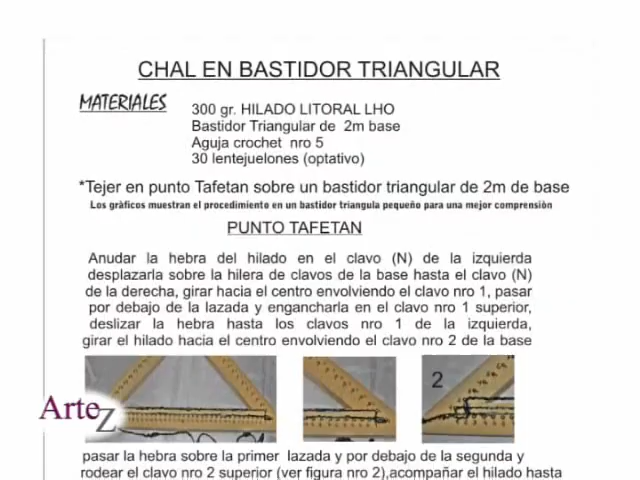 CHAL EN BASTIDOR TRIANGULAR
MATERIALES
300 gr. HILADO LITORAL LHO
Bastidor Triangular de 2m base
Aguja crochet nro 5
30 lentejuelones (optativo)
*Tejer en punto Tafetan sobre un bastidor triangular de 2m de base
Los gràficos muestran el procedimiento en un bastidor triangula pequeño para una mejor comprensiòn
PUNTO TAFETAN
Anudar la hebra del hilado en el clavo (N) de la izquierda
desplazarla sobre la hilera de clavos de la base hasta el clavo (N)
de la derecha, girar hacia el centro envolviendo el clavo nro 1, pasar
por debajo de la lazada y engancharla en el clavo nro 1 superior,
deslizar la hebra hasta los clavos nro 1 de la izquierda,
girar el hilado hacia el centro envolviendo el clavo nro 2 de la base
2
Arte Z
pasar la hebra sobre la primer lazada y por debajo de la segunda y
rodear el clavo nro 2 superior (ver figura nro 2),acompañar el hilado hasta